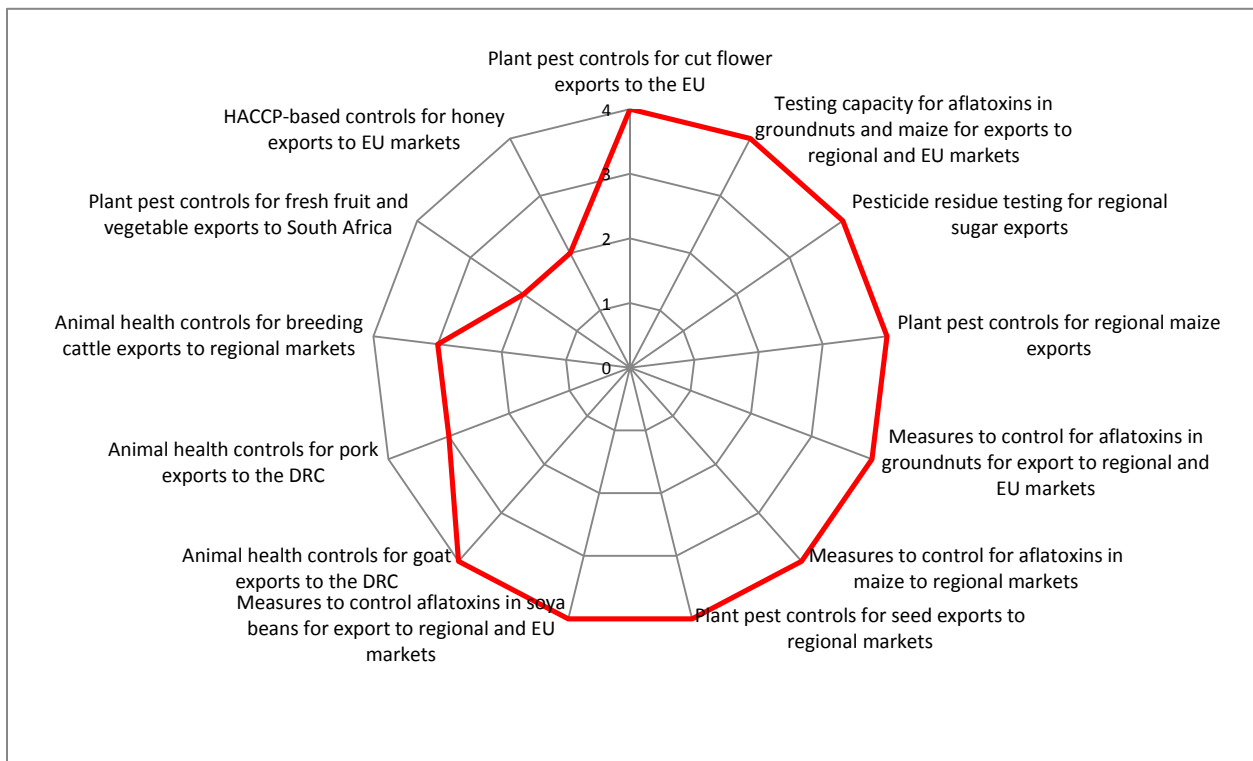 Plant pest controls for cut flower
exports to the EU
Testing capacity for aflatoxins in
groundnuts and maize for exports to
regional and EU markets
Pesticide residue testing for regional
sugar exports
Plant pest controls for regional maize
exports
Measures to control for aflatoxins in
groundnuts for export to regional and
EU markets
Measures to control for aflatoxins in
maize to regional markets
Plant pest controls for seed exports to
regional markets
Measures to control aflatoxins in soya
beans for export to regional and EU
markets
Animal health controls for goat
exports to the DRC
Animal health controls for pork
exports to the DRC
Animal health controls for breeding
cattle exports to regional markets
Plant pest controls for fresh fruit and
vegetable exports to South Africa
HACCP-based controls for honey
exports to EU markets
4
3
2
1
0